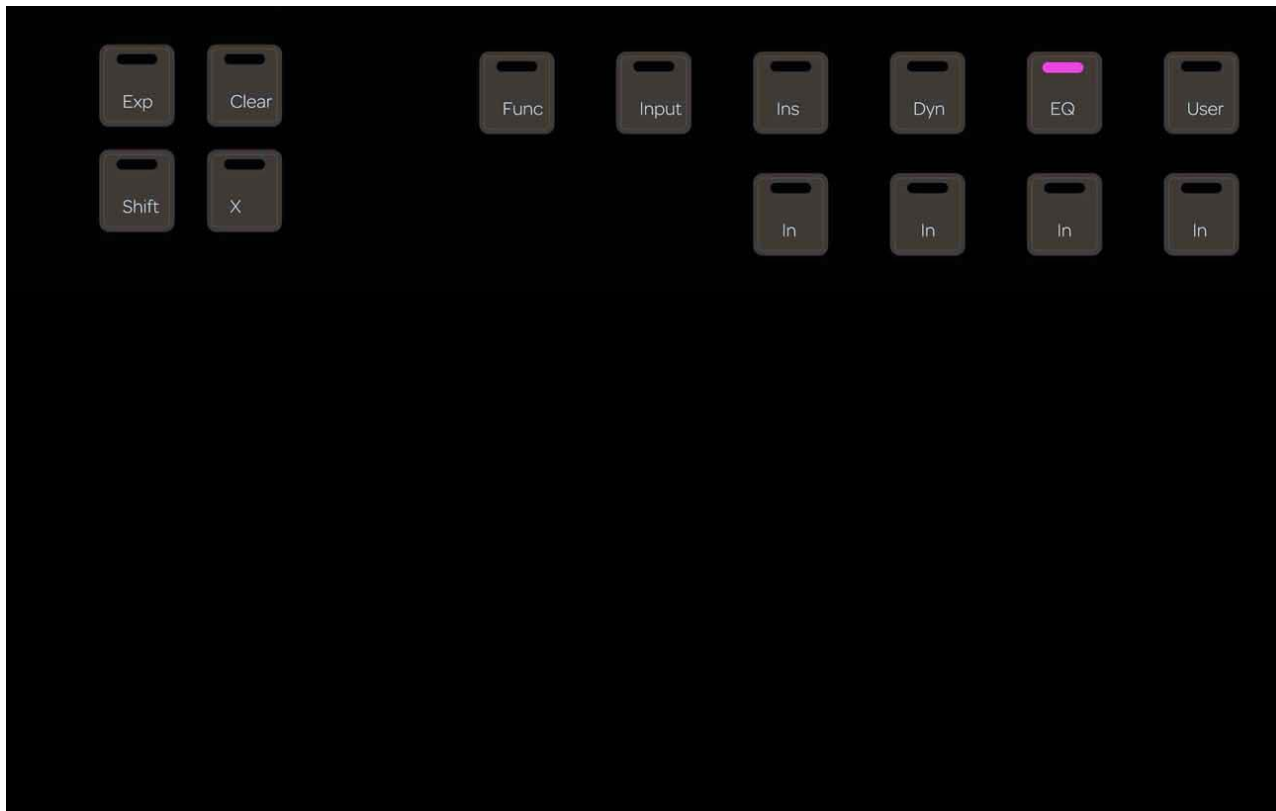 Exp Clear
Func Input Ins Dyn EQ User
Shift X
In In In In